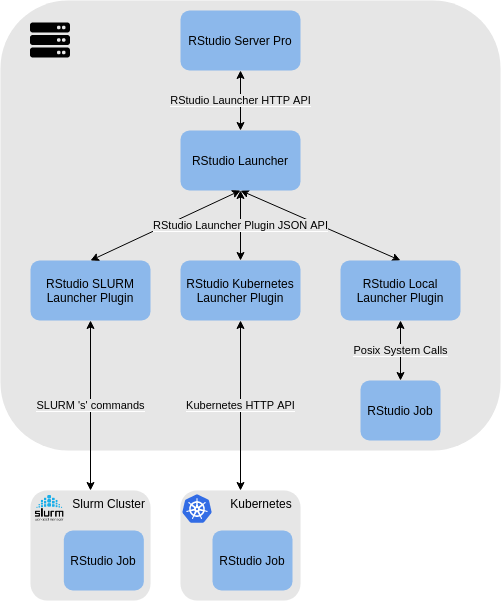 RStudio Server Pro
RStudio Launcher HTTP API
RStudio Launcher
RStudio Launcher Plugin JSON API
RStudio SLURM
Launcher Plugin
RStudio Kubernetes
Launcher Plugin
RStudio Local
Launcher Plugin
Posix System Calls
SLURM 's' commands
Kubernetes HTTP API
RStudio Job
slurm
Slurm Cluster
Kubernetes
RStudio Job
RStudio Job